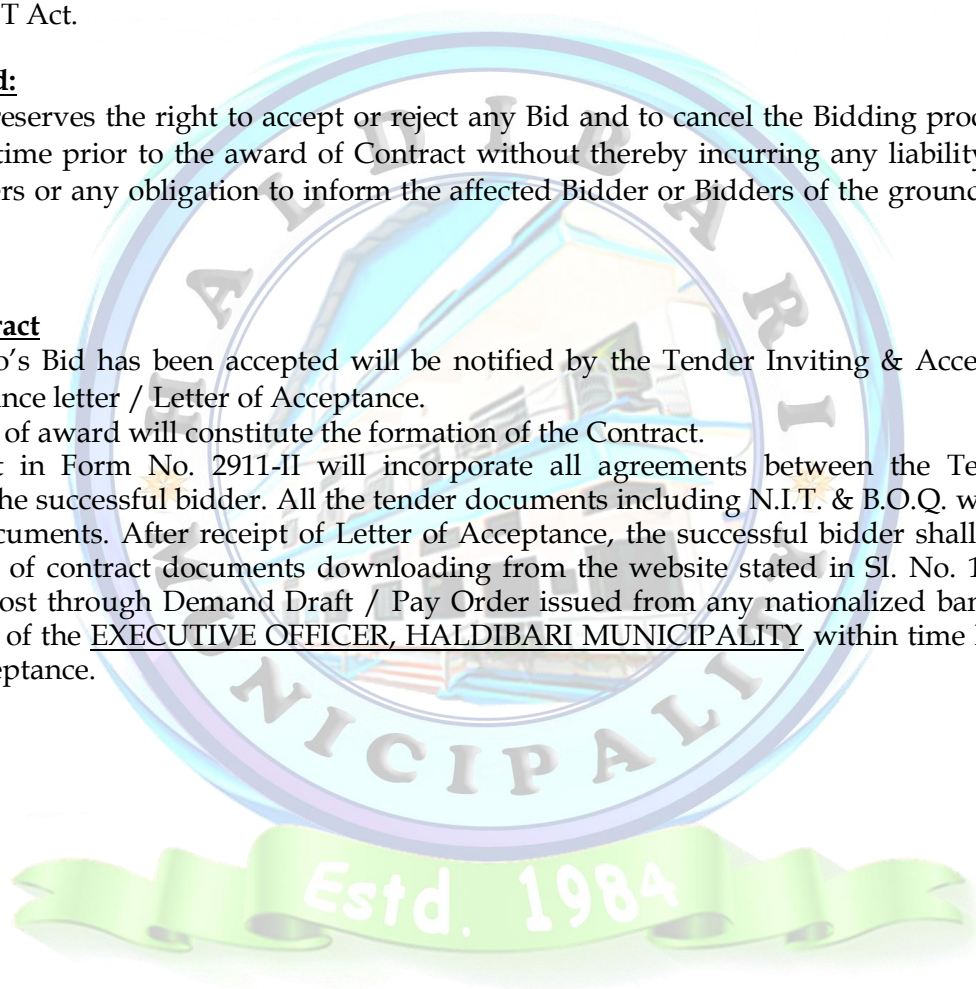 T Act.
d:
reserves the right to accept or reject any Bid and to cancel the Bidding proc
time prior to the award of Contract without thereby incurring any liability
rs or any obligation to inform the affected Bidder or Bidders of the ground
ract
o's Bid has been accepted will be notified by the Tender Inviting & Acce
nce letter / Letter of Acceptance.
of award will constitute the formation of the Contract.
t in Form No. 2911-II will incorporate all agreements between the Te
he successful bidder. All the tender documents including N.I.T. & B.O.Q. w
cuments. After receipt of Letter of Acceptance, the successful bidder shall
of contract documents downloading from the website stated in Sl. No. 1
ost through Demand Draft / Pay Order issued from any nationalized ban
of the EXECUTIVE OFFICER, HALDIBARI MUNICIPALITY within time
eptance.
HALDIBARI
MUNICIPALITY
Estd. 1984